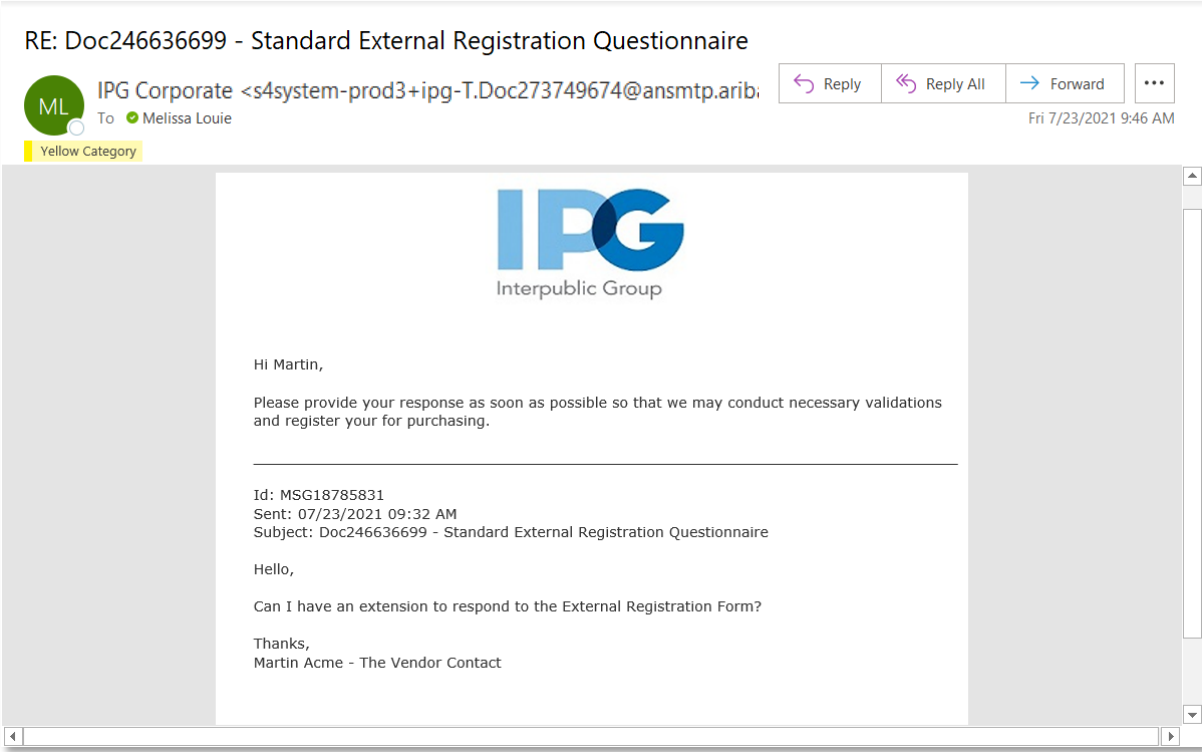 RE: Doc246636699 - Standard External Registration Questionnaire
ML
IPG Corporate <s4system-prod3+ipg-T.Doc273749674@ansmtp.ariba
To Melissa Louie
Reply
Reply All
Forward
Fri 7/23/2021 9:46 AM
Yellow Category
IPG
Interpublic Group
Hi Martin,
Please provide your response as soon as possible so that we may conduct necessary validations
and register your for purchasing.
Id: MSG18785831
Sent: 07/23/2021 09:32 AM
Subject: Doc246636699 - Standard External Registration Questionnaire
Hello,
Can I have an extension to respond to the External Registration Form?
Thanks,
Martin Acme - The Vendor Contact